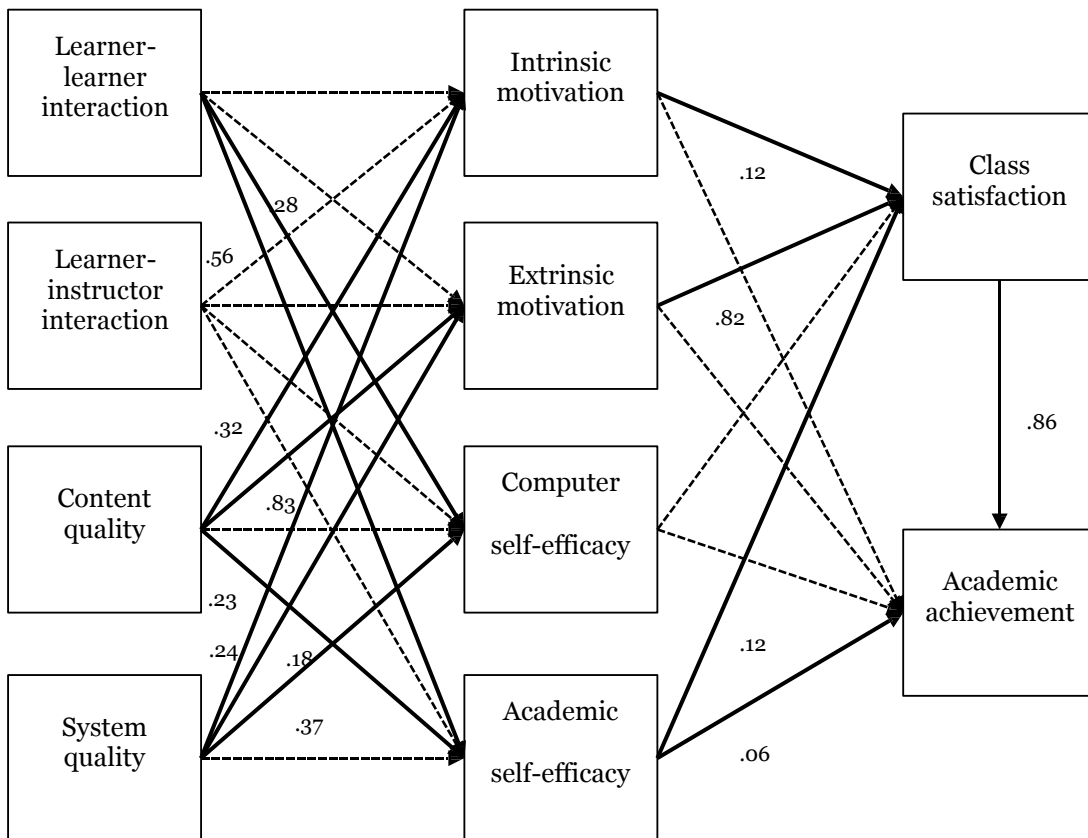 Learner-
learner
interaction
Intrinsic
motivation
Class
satisfaction
.12
.28
.56
Learner-
instructor
interaction
Extrinsic
motivation
.82
.32
.86
Content
quality
.83
Computer
self-efficacy
Academic
achievement
.23
.24
.18
.12
System
quality
.37
Academic
self-efficacy
.06